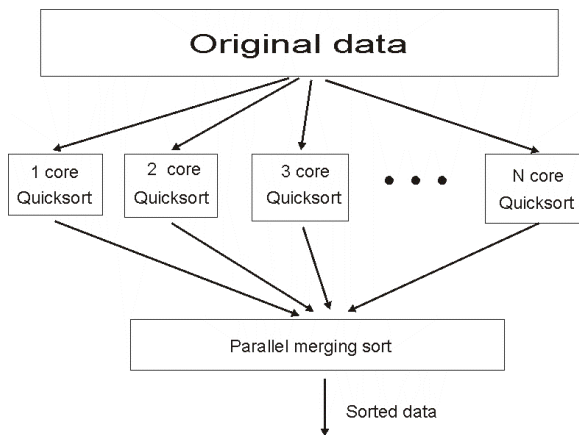 Original data
1 core
Quicksort
2 core
Quicksort
3 core
Quicksort
N core
Quicksort
Parallel merging sort
Sorted data